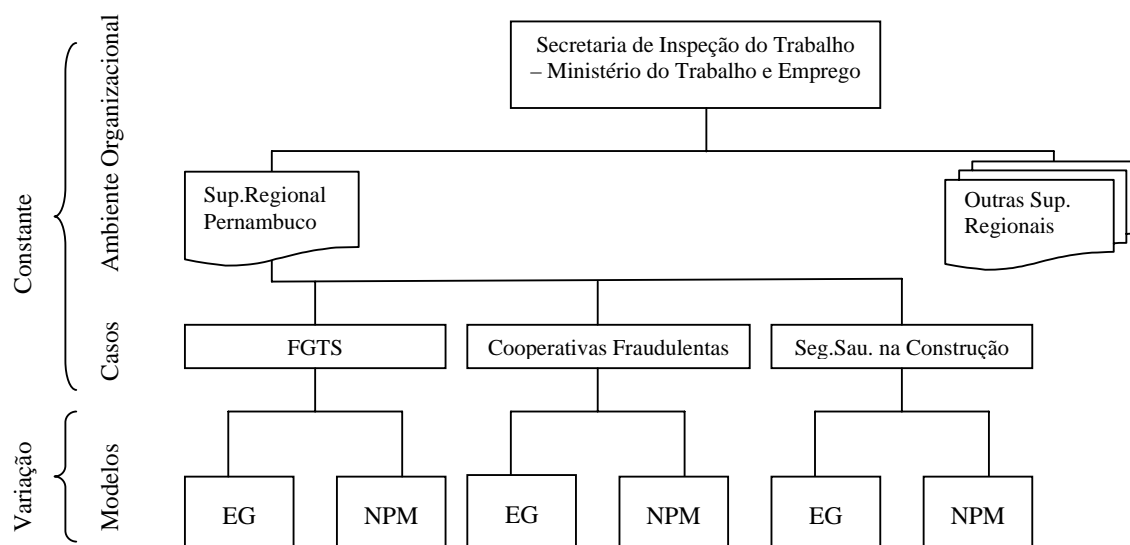 Secretaria de Inspeção do Trabalho
– Ministério do Trabalho e Emprego
Constante
Ambiente Organizacional
Sup.Regional
Pernambuco
Outras Sup.
Regionais
Casos
FGTS
Cooperativas Fraudulentas
Seg.Sau. na Construção
Variação
Modelos
EG
NPM
EG
NPM
EG
NPM